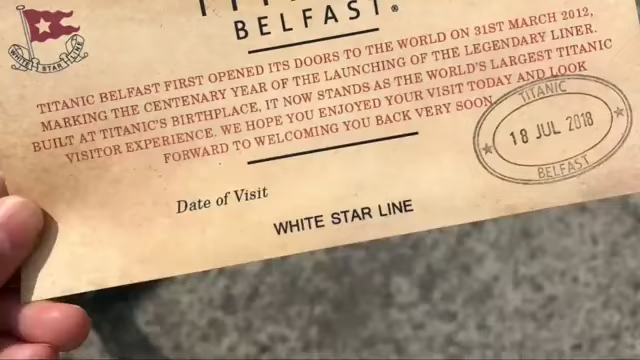 BELFAST®
WHITE STAR LINE
TITANIC BELFAST FIRST OPENED ITS DOORS TO THE WORLD ON 31ST MARCH 2012,
MARKING THE CENTENARY YEAR OF THE LAUNCHING OF THE LEGENDARY LINER.
BUILT AT TITANIC'S BIRTHPLACE, IT NOW STANDS AS THE WORLD'S LARGEST TITANIC
VISITOR EXPERIENCE. WE HOPE YOU ENJOYED YOUR VISIT TODAY AND LOOK
FORWARD TO WELCOMING YOU BACK VERY SOON.
TITANIC
18 JUL 2018
BELFAST
Date of Visit
WHITE STAR LINE